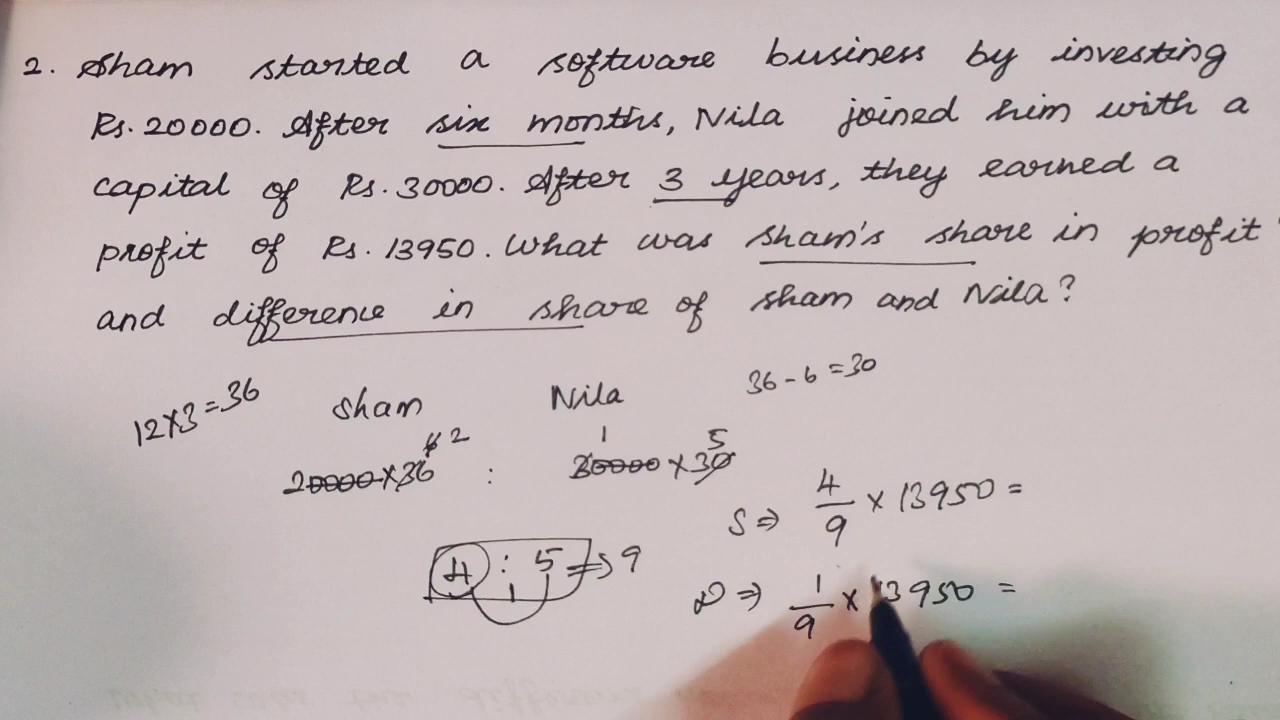 2. Sham started a software business by investing
Rs. 20000. After six months, Nila joined him with a
capital of Rs. 30000. After 3 years, they earned a
profit of Rs. 13950. What was sham's share in profit
and difference in share of sham and Nila?
12×3=36
Sham
Nila
36-6=30
6 2
1
5
20000×36 : 30000×30
4 : 5 => 9
1
S => 4/9 × 13950 =
D => 1/9 × 13950 =